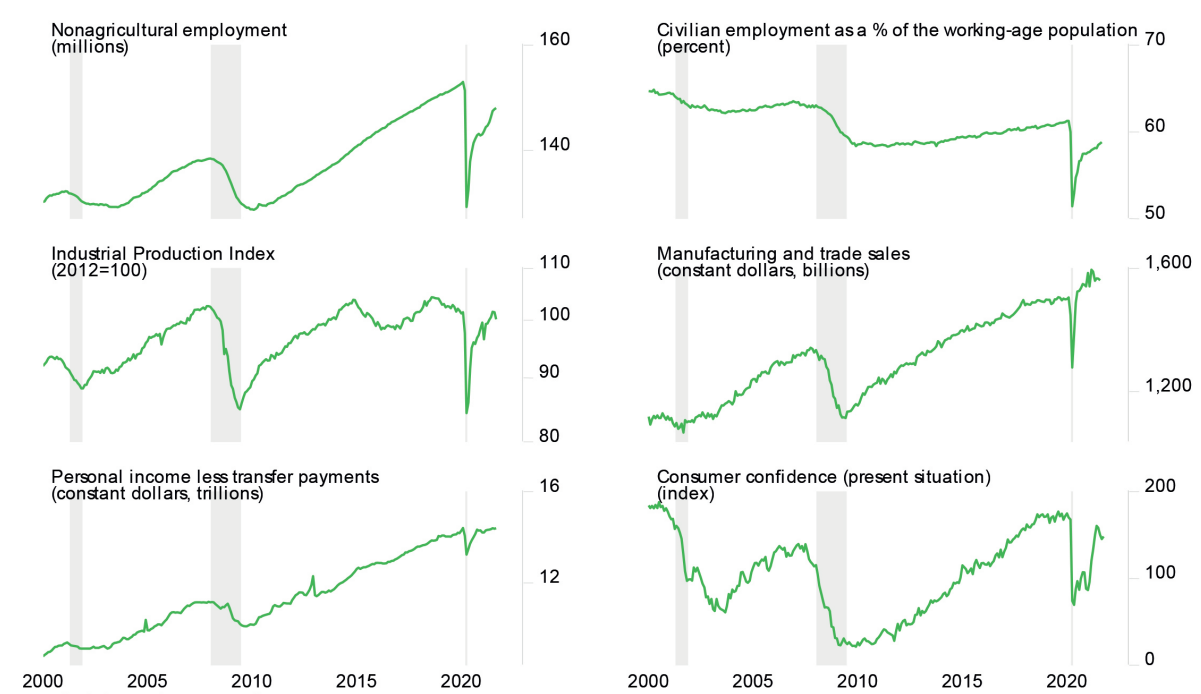 Nonagricultural employment
(millions)
160
140
Civilian employment as a % of the working-age population
(percent)
70
60
50
Industrial Production Index
(2012=100)
110
100
90
80
Manufacturing and trade sales
(constant dollars, billions)
1,600
1,200
Personal income less transfer payments
(constant dollars, trillions)
16
12
2000 2005 2010 2015 2020
Consumer confidence (present situation)
(index)
200
100
0
2000 2005 2010 2015 2020